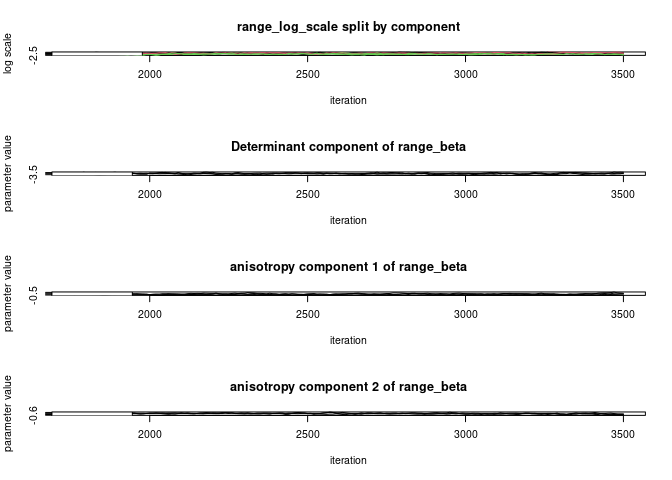 range_log_scale split by component
log scale
-2.5
2000 2500 3000 3500
iteration
Determinant component of range_beta
parameter value
-3.5
2000 2500 3000 3500
iteration
anisotropy component 1 of range_beta
parameter value
-0.5
2000 2500 3000 3500
iteration
anisotropy component 2 of range_beta
parameter value
-0.6
2000 2500 3000 3500
iteration